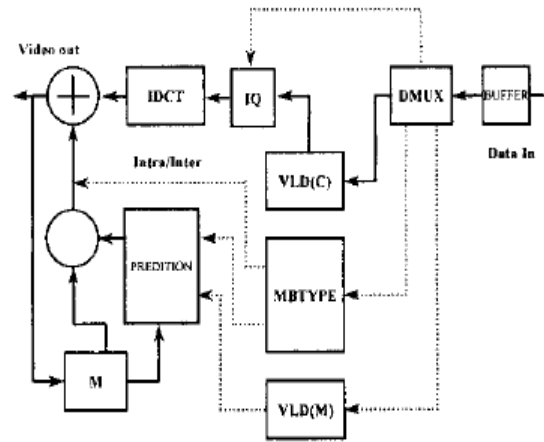 Video out
IDCT
IQ
DMUX
BUFFER
Data In
VLD(C)
Intra/Inter
PREDITION
MBTYPE
M
VLD(M)